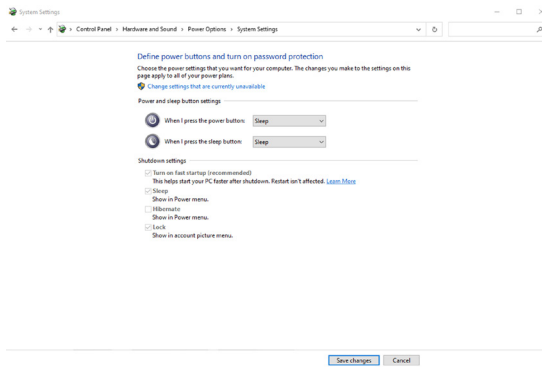 System Settings
Control Panel > Hardware and Sound > Power Options > System Settings
Define power buttons and turn on password protection
Choose the power settings that you want for your computer. The changes you make to the settings on this
page apply to all of your power plans.
Change settings that are currently unavailable
Power and sleep button settings
When I press the power button: Sleep
When I press the sleep button: Sleep
Shutdown settings
Turn on fast startup (recommended)
This helps start your PC faster after shutdown. Restart isn't affected. Learn More
Sleep
Show in Power menu.
Hibernate
Show in Power menu.
Lock
Show in account picture menu.
Save changes Cancel